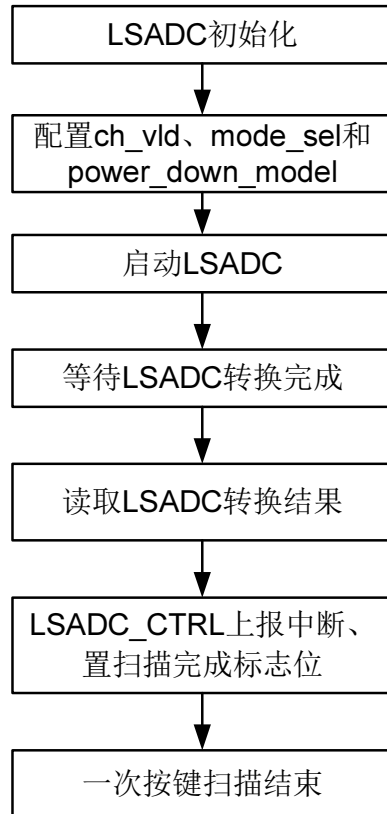 LSADC初始化
配置ch_vld、mode_sel和
power_down_model
启动LSADC
等待LSADC转换完成
读取LSADC转换结果
LSADC_CTRL上报中断、
置扫描完成标志位
一次按键扫描结束